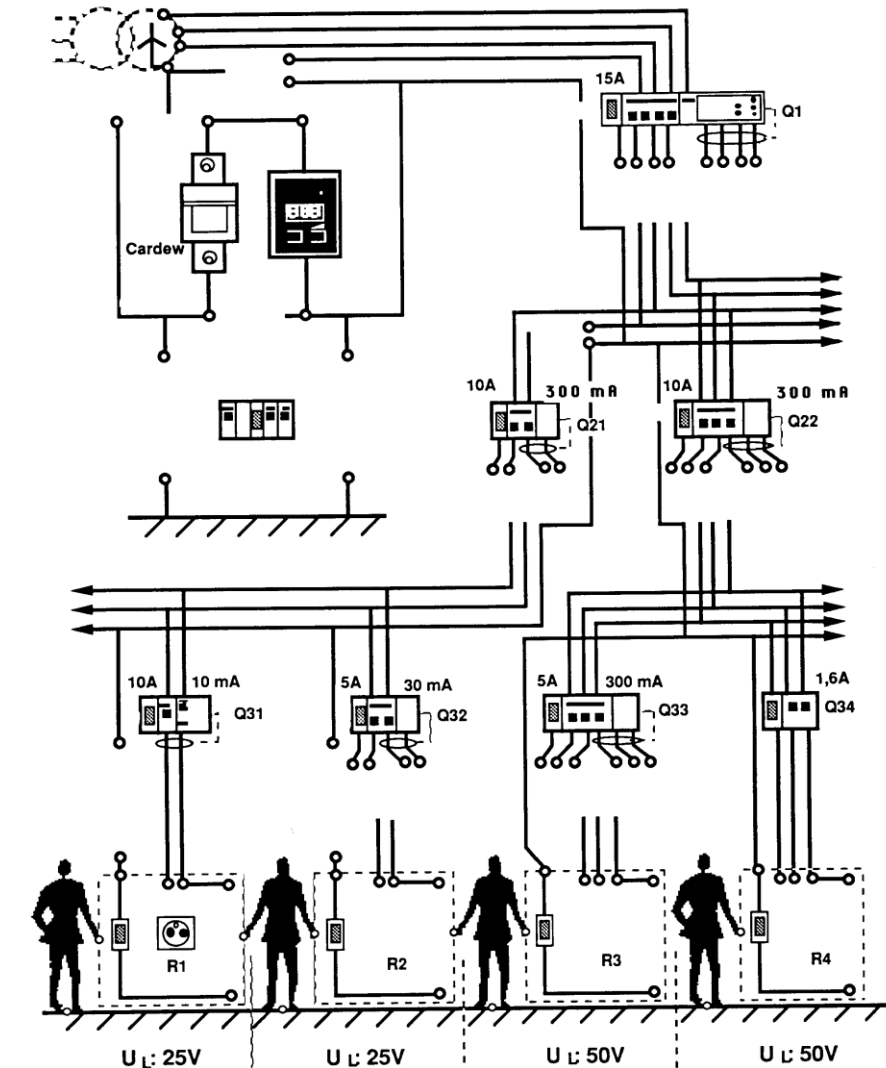 15A
Q1
Cardew
10A 300 mA
Q21
10A 300 mA
Q22
10A 10 mA
Q31
5A 30 mA
Q32
5A 300 mA
Q33
1,6A
Q34
R1
R2
R3
R4
U L: 25V
U L: 25V
U L: 50V
U L: 50V